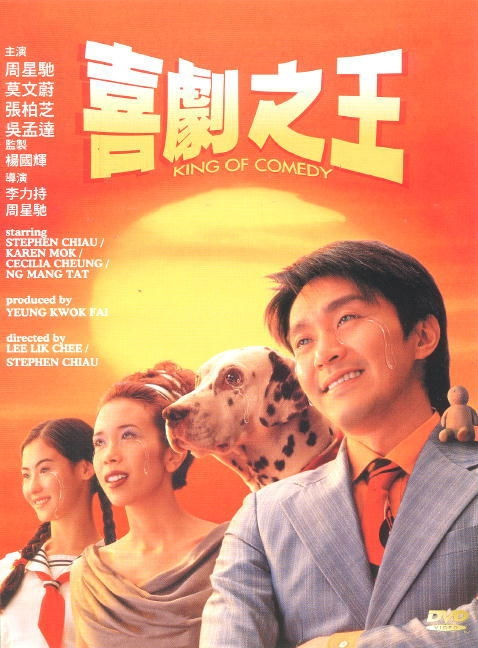 喜劇之王
KING OF COMEDY
主演
周星馳
莫文蔚
張柏芝
吳孟達
監製
楊國輝
導演
李力持
周星馳
starring
STEPHEN CHIAU /
KAREN MOK /
CECILIA CHEUNG /
NG MANG TAT
produced by
YEUNG KWOK FAI
directed by
LEE LIK CHEE /
STEPHEN CHIAU
DVD
VIDEO